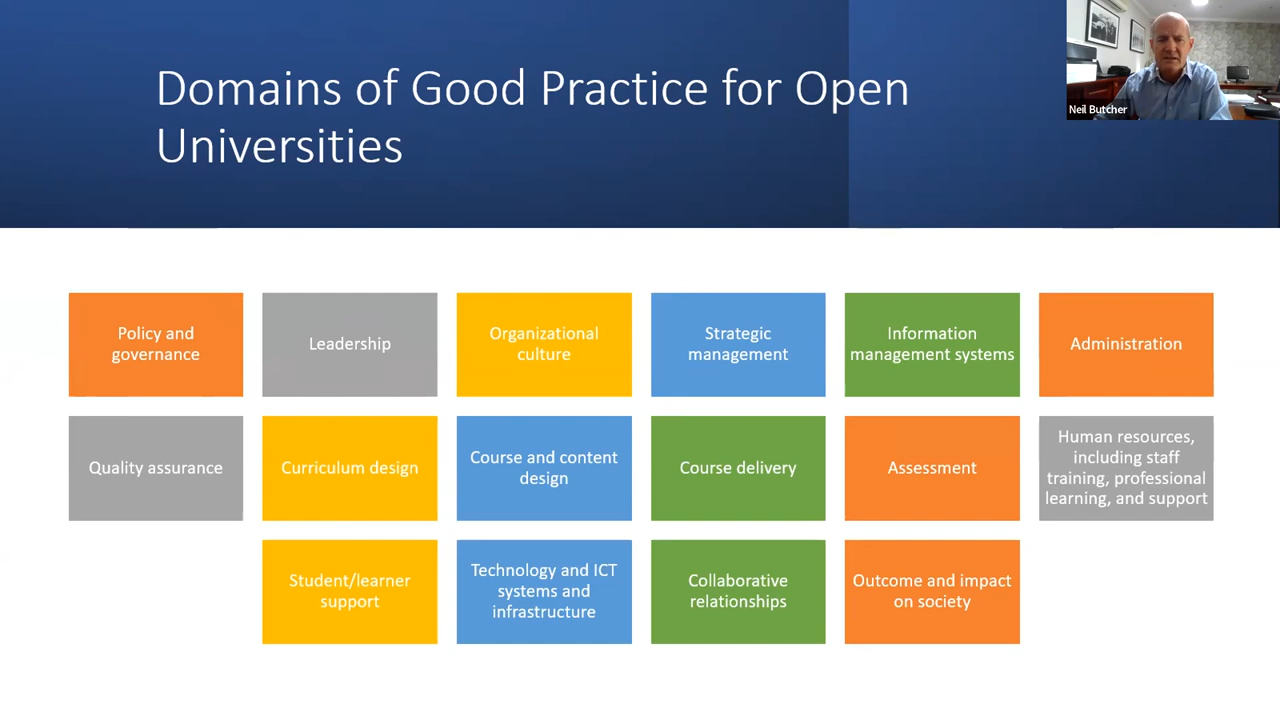 Domains of Good Practice for Open
Universities
Neil Butcher
Policy and
governance
Leadership
Organizational
culture
Strategic
management
Information
management systems
Administration
Quality assurance
Curriculum design
Course and content
design
Course delivery
Assessment
Human resources,
including staff
training, professional
learning, and support
Student/learner
support
Technology and ICT
systems and
infrastructure
Collaborative
relationships
Outcome and impact
on society